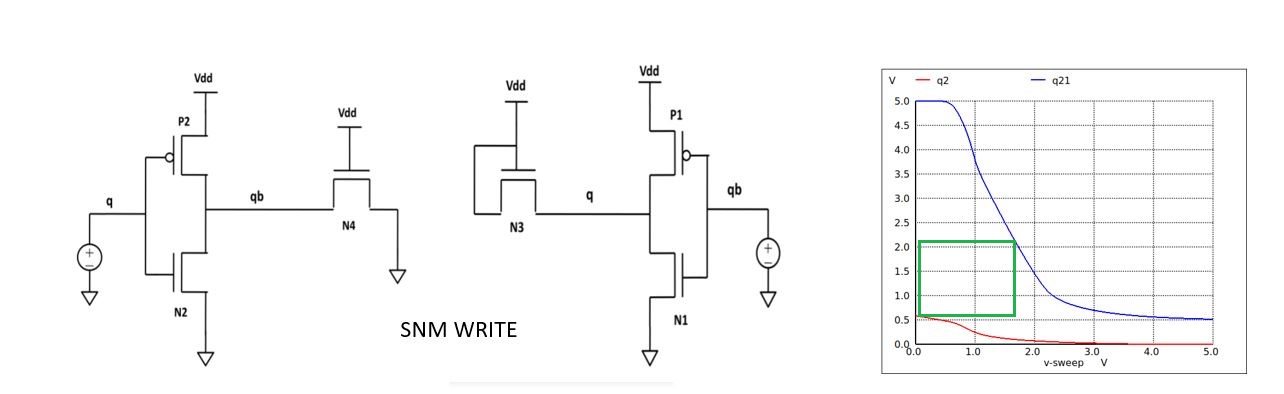 Vdd
P2
q
qb
N2
Vdd
N4
Vdd
N3
q
Vdd
P1
qb
N1
SNM WRITE
V q2 q21
5.0
4.5
4.0
3.5
3.0
2.5
2.0
1.5
1.0
0.5
0.0
0.0 1.0 2.0 3.0 4.0 5.0
v-sweep V